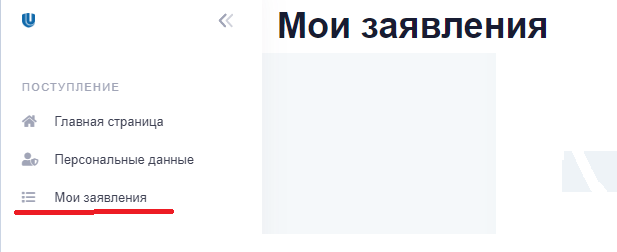 Мои заявления
ПОСТУПЛЕНИЕ
Главная страница
Персональные данные
Мои заявления